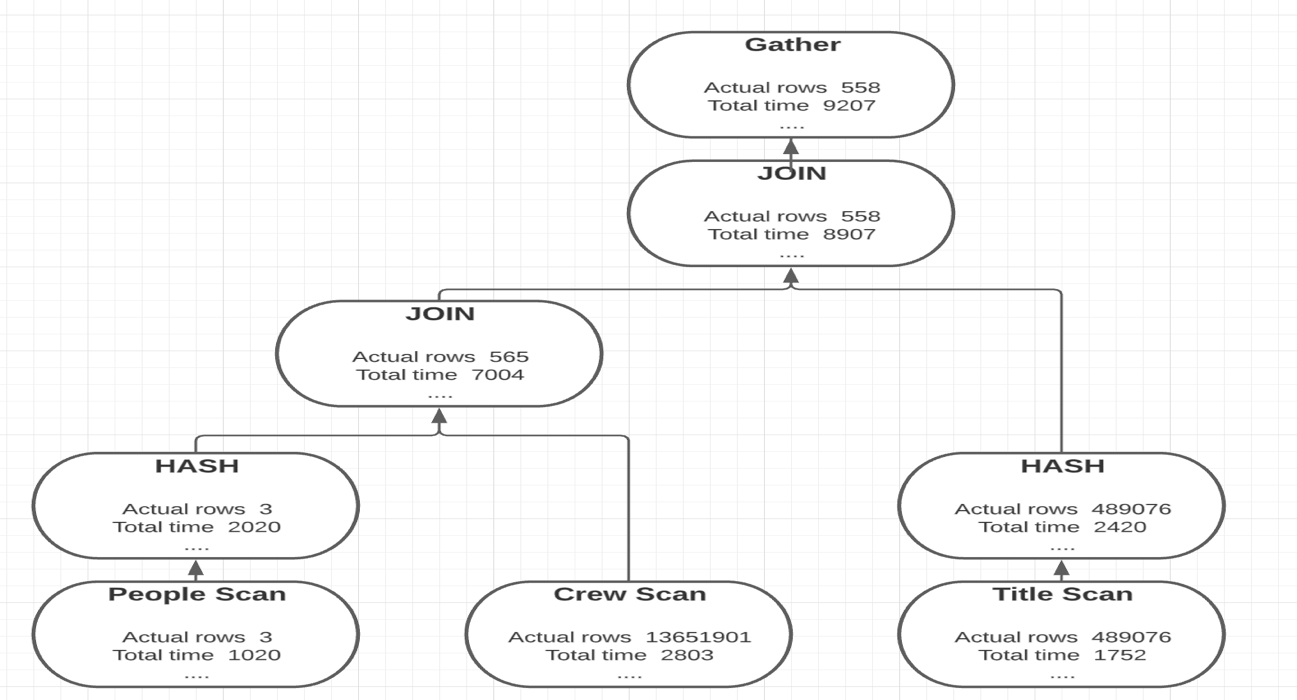 Gather
Actual rows 558
Total time 9207
....
JOIN
Actual rows 558
Total time 8907
....
JOIN
Actual rows 565
Total time 7004
....
HASH
Actual rows 3
Total time 2020
....
HASH
Actual rows 489076
Total time 2420
....
People Scan
Actual rows 3
Total time 1020
....
Crew Scan
Actual rows 13651901
Total time 2803
....
Title Scan
Actual rows 489076
Total time 1752
....